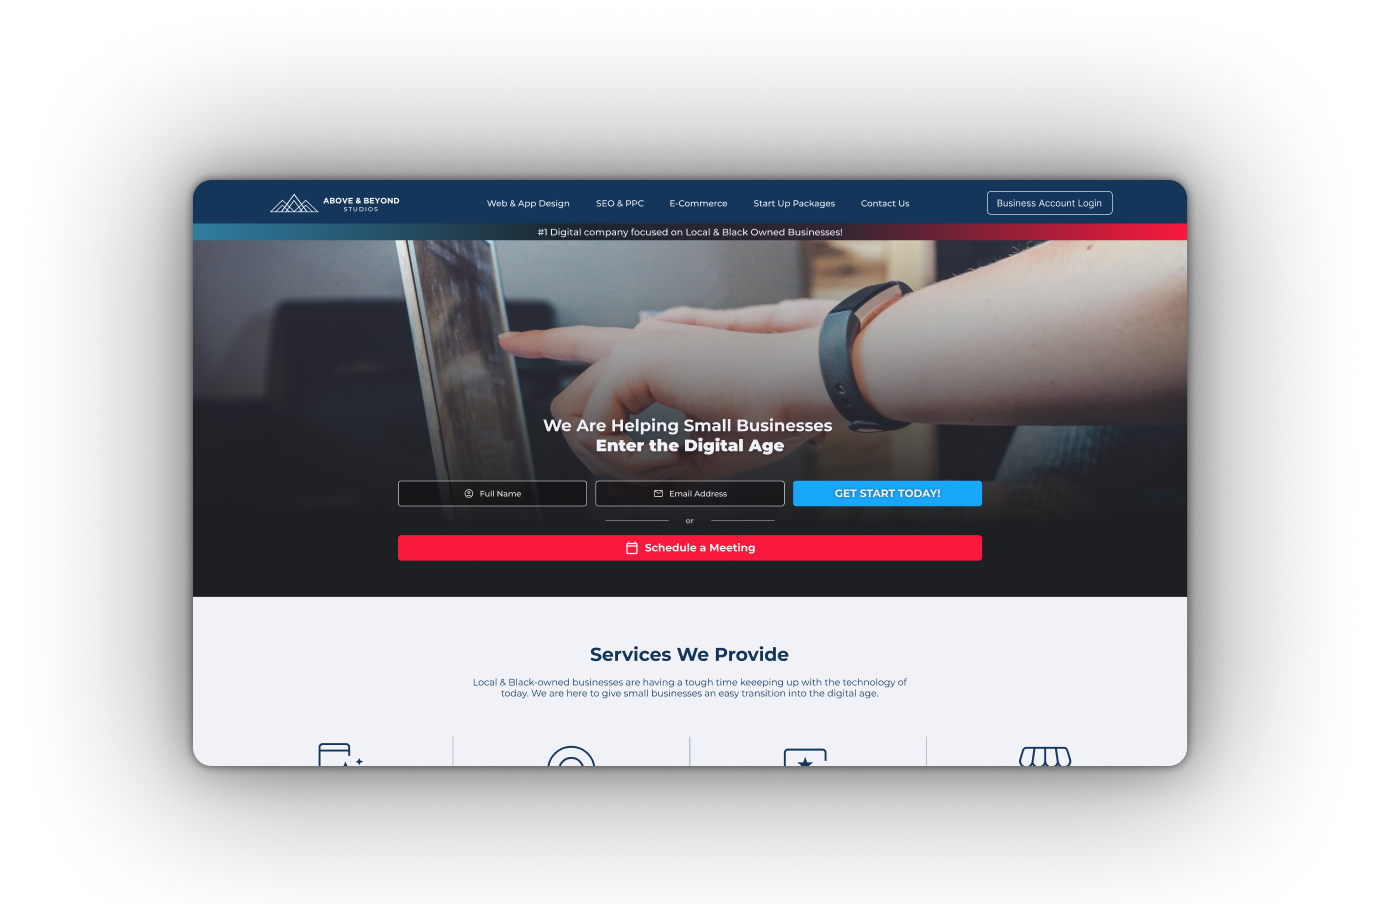 ABOVE & BEYOND
STUDIOS
Web & App Design
SEO & PPC
E-Commerce
Start Up Packages
Contact Us
Business Account Login
#1 Digital company focused on Local & Black Owned Businesses!
We Are Helping Small Businesses
Enter the Digital Age
Full Name
Email Address
GET START TODAY!
or
Schedule a Meeting
Services We Provide
Local & Black-owned businesses are having a tough time keeeping up with the technology of
today. We are here to give small businesses an easy transition into the digital age.